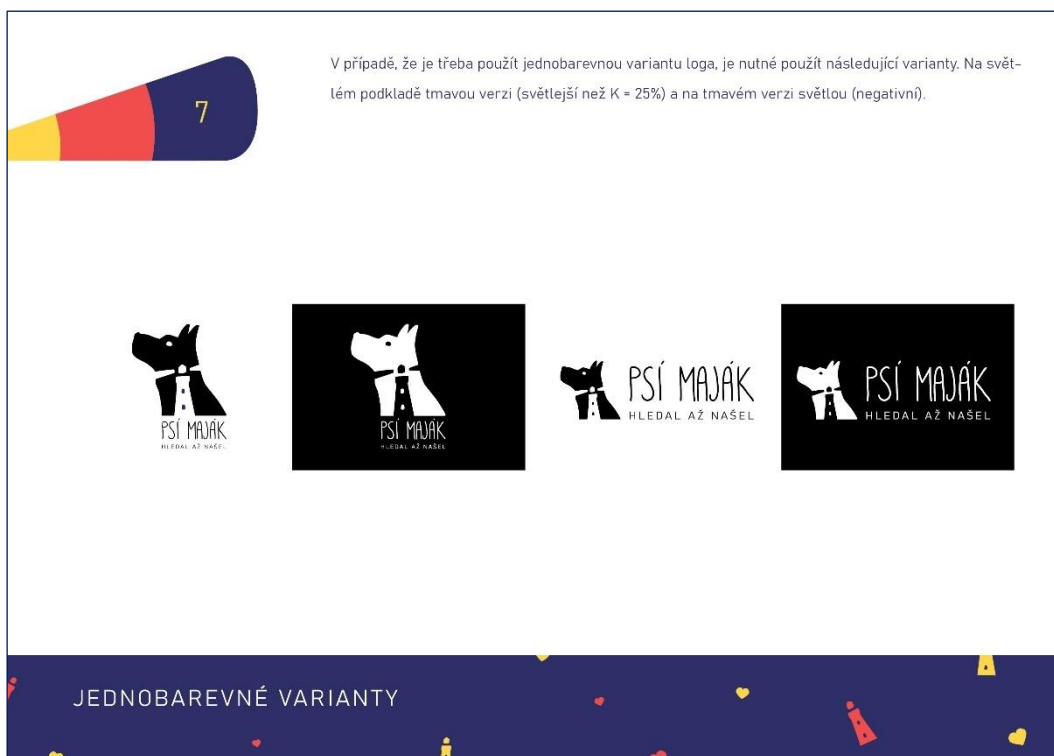 7
V případě, že je třeba použít jednobarevnou variantu loga, je nutné použít následující varianty. Na svět-
lém podkladě tmavou verzi (světlejší než K = 25%) a na tmavém verzi světlou (negativní).
PSÍ MAJÁK
HLEDAL AŽ NAŠEL
PSÍ MAJÁK
HLEDAL AŽ NAŠEL
PSÍ MAJÁK
HLEDAL AŽ NAŠEL
PSÍ MAJÁK
HLEDAL AŽ NAŠEL
JEDNOBAREVNÉ VARIANTY